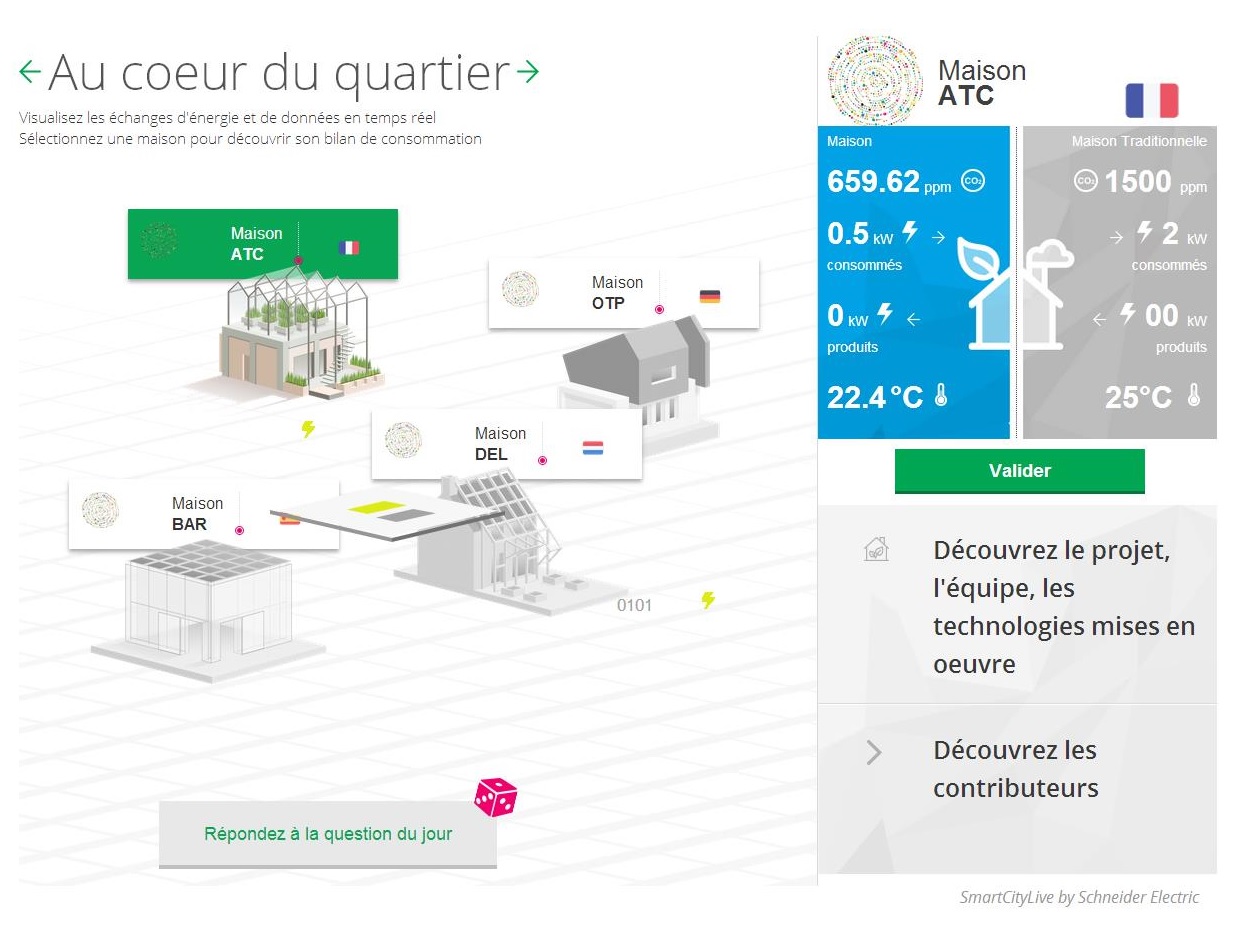 ← Au coeur du quartier →
Visualisez les échanges d'énergie et de données en temps réel
Sélectionnez une maison pour découvrir son bilan de consommation
Maison
ATC
Maison
OTP
Maison
DEL
Maison
BAR
0101
Répondez à la question du jour
Maison
ATC
Maison
659.62 ppm CO₂
0.5 kW →
consommés
0 kW ←
produits
22.4 °C
Maison Traditionnelle
CO₂ 1500 ppm
→ 2 kW
consommés
← 00 kW
produits
25°C
Valider
Découvrez le projet,
l'équipe, les
technologies mises en
oeuvre
Découvrez les
contributeurs
SmartCityLive by Schneider Electric